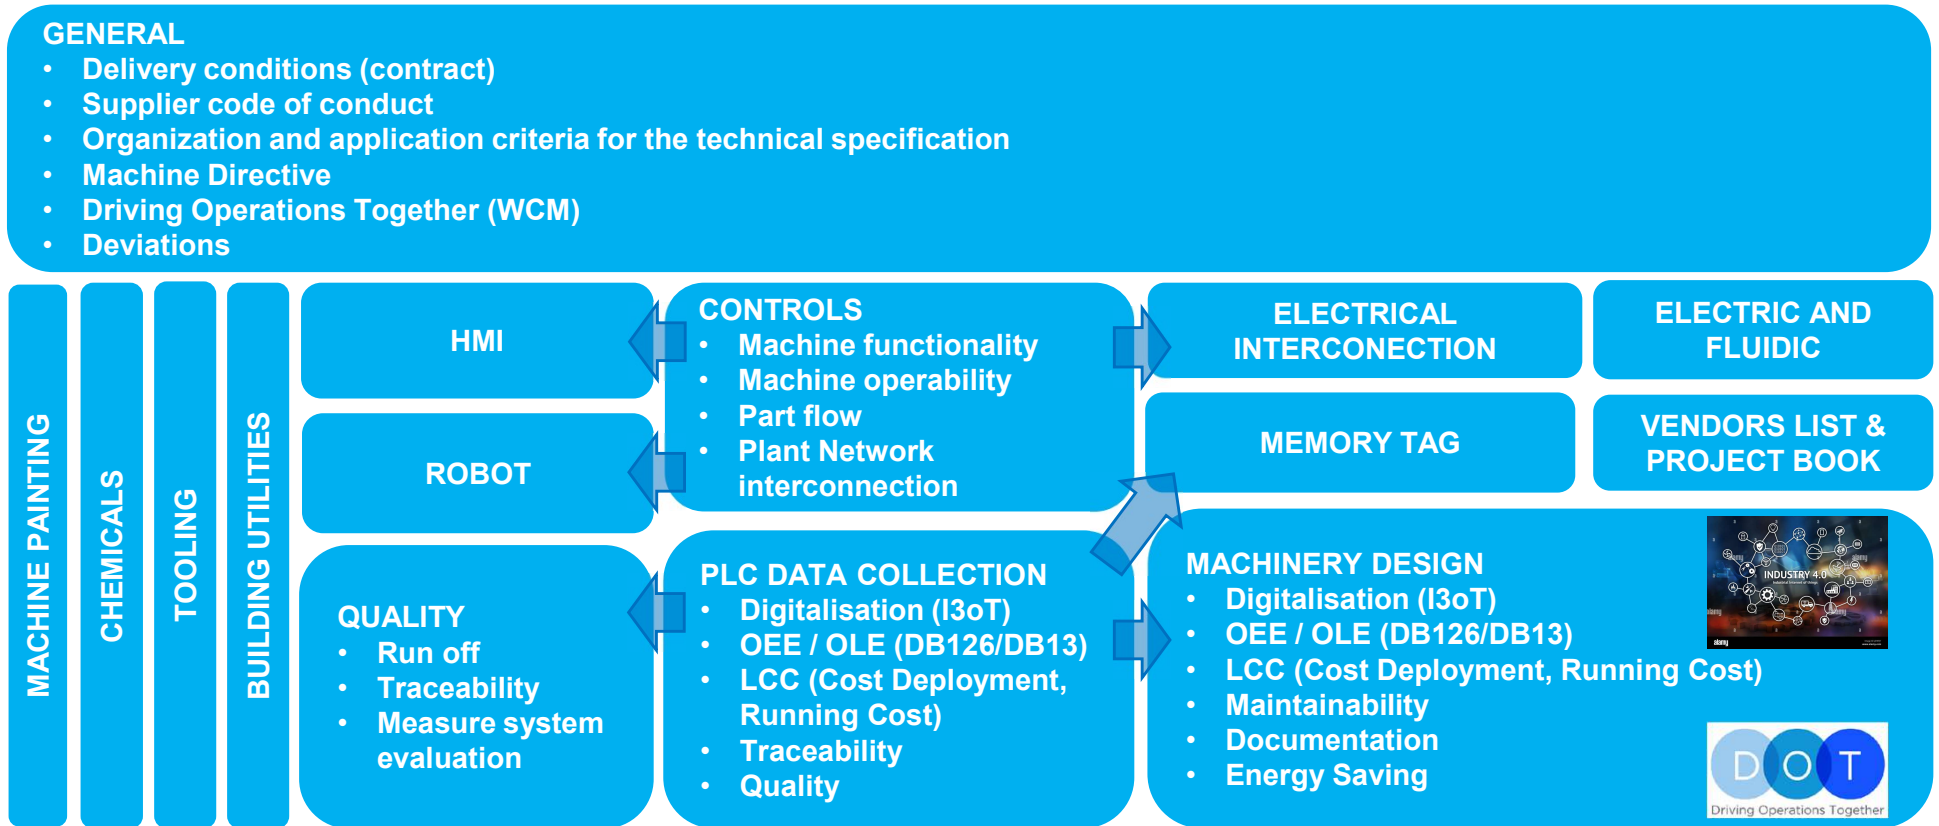 GENERAL
• Delivery conditions (contract)
• Supplier code of conduct
• Organization and application criteria for the technical specification
• Machine Directive
• Driving Operations Together (WCM)
• Deviations
MACHINE PAINTING
CHEMICALS
TOOLING
BUILDING UTILITIES
HMI
ROBOT
QUALITY
• Run off
• Traceability
• Measure system
evaluation
CONTROLS
• Machine functionality
• Machine operability
• Part flow
• Plant Network
interconnection
PLC DATA COLLECTION
• Digitalisation (I3oT)
• OEE / OLE (DB126/DB13)
• LCC (Cost Deployment,
Running Cost)
• Traceability
• Quality
ELECTRICAL
INTERCONECTION
ELECTRIC AND
FLUIDIC
MEMORY TAG
VENDORS LIST &
PROJECT BOOK
MACHINERY DESIGN
• Digitalisation (I3oT)
• OEE / OLE (DB126/DB13)
• LCC (Cost Deployment, Running Cost)
• Maintainability
• Documentation
• Energy Saving
INDUSTRY 4.0
alamy
DOT
Driving Operations Together